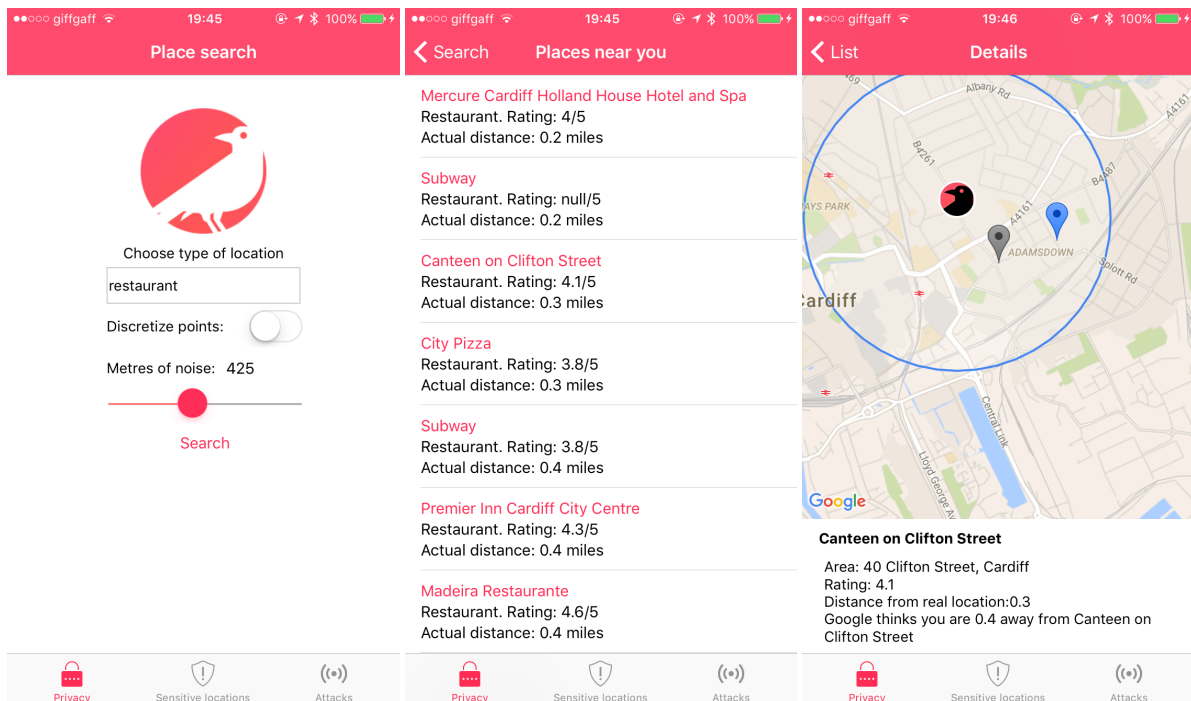 giffgaff 19:45 100%
Place search
Choose type of location
restaurant
Discretize points:
Metres of noise: 425
Search
Privacy Sensitive locations Attacks
giffgaff 19:45 100%
Search Places near you
Mercure Cardiff Holland House Hotel and Spa
Restaurant. Rating: 4/5
Actual distance: 0.2 miles
Subway
Restaurant. Rating: null/5
Actual distance: 0.2 miles
Canteen on Clifton Street
Restaurant. Rating: 4.1/5
Actual distance: 0.3 miles
City Pizza
Restaurant. Rating: 3.8/5
Actual distance: 0.3 miles
Subway
Restaurant. Rating: 3.8/5
Actual distance: 0.4 miles
Premier Inn Cardiff City Centre
Restaurant. Rating: 4.3/5
Actual distance: 0.4 miles
Madeira Restaurante
Restaurant. Rating: 4.6/5
Actual distance: 0.4 miles
Privacy Sensitive locations Attacks
giffgaff 19:46 100%
List Details
Albany Rd
A4161
B4261
B4487
AYS PARK
A4161
ADAMSDOWN
Splott Rd
Cardiff
Central Link
Lloyd George Av
Google
Canteen on Clifton Street
Area: 40 Clifton Street, Cardiff
Rating: 4.1
Distance from real location:0.3
Google thinks you are 0.4 away from Canteen on
Clifton Street
Privacy Sensitive locations Attacks